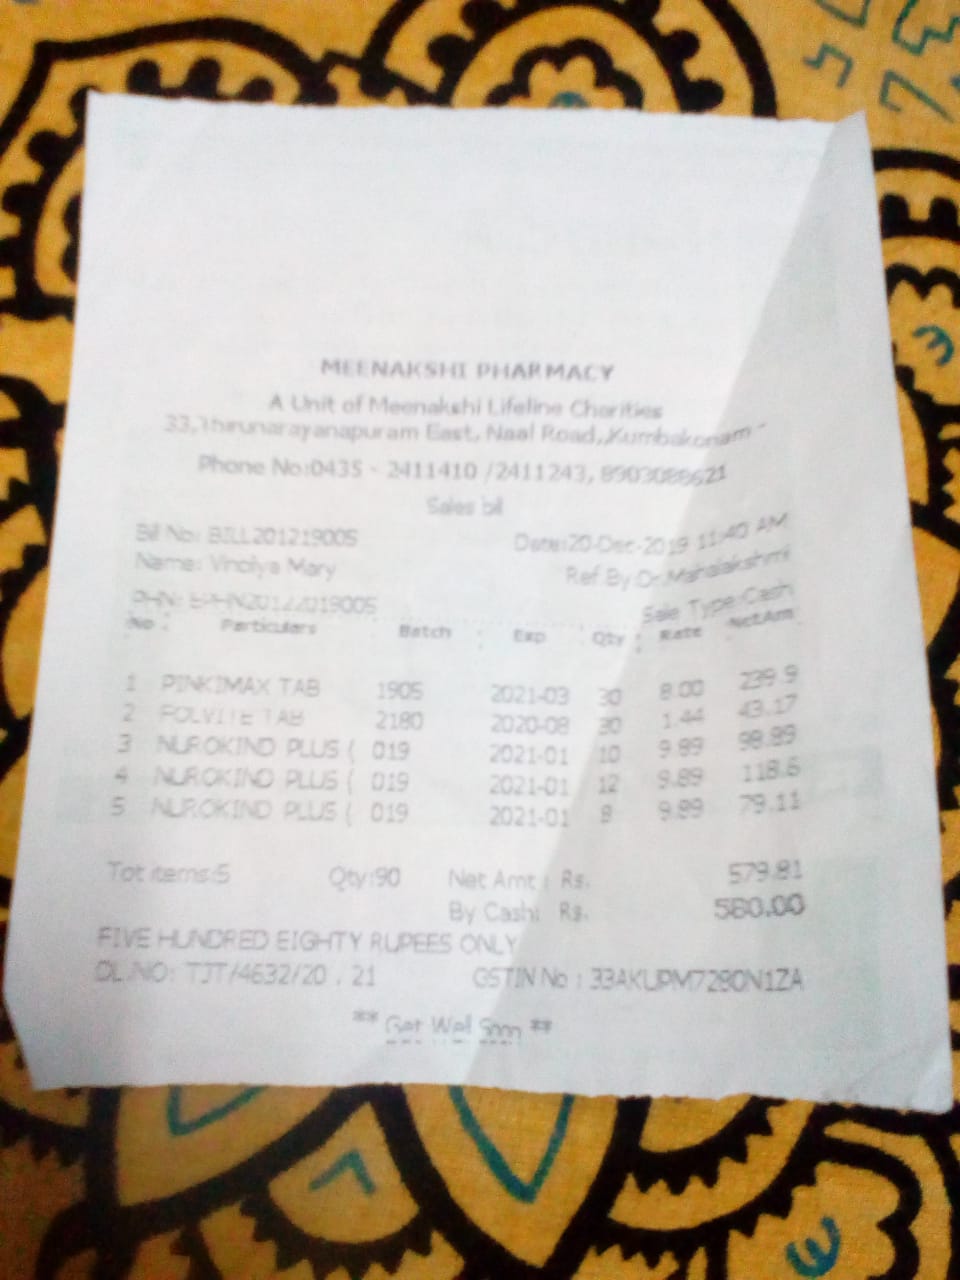 MEENAKSHI PHARMACY
A Unit of Meenakshi Lifeline Charities
33,Thirunarayanapuram East, Naal Road,,Kumbakonam -
Phone No:0435 - 2411410 /2411243, 8903088621
Sales bil
Bil No: BILL201219005 Date:20-Dec-2019 11:40 AM
Name: Vinoliya Mary Ref.By:Dr.Mahalakshmi
Sale Type:Cash
No : Particulars Batch : Exp : Qty : Rate NetAm
1 PINKIMAX TAB 1905 2021-03 30 8.00 239.9
2 FOLVITE TAB 2180 2020-08 30 1.44 43.17
3 NUROKIND PLUS ( 019 2021-01 10 9.89 98.89
4 NUROKIND PLUS ( 019 2021-01 12 9.89 118.6
5 NUROKIND PLUS ( 019 2021-01 8 9.89 79.11
Tot items:5 Qty:90 Net Amt : Rs. 579.81
By Cash: Rs. 580.00
FIVE HUNDRED EIGHTY RUPEES ONLY
DL.NO: TJT/4632/20 , 21 GSTIN No : 33AKUPM7280N1ZA
** Get Wel Soon **